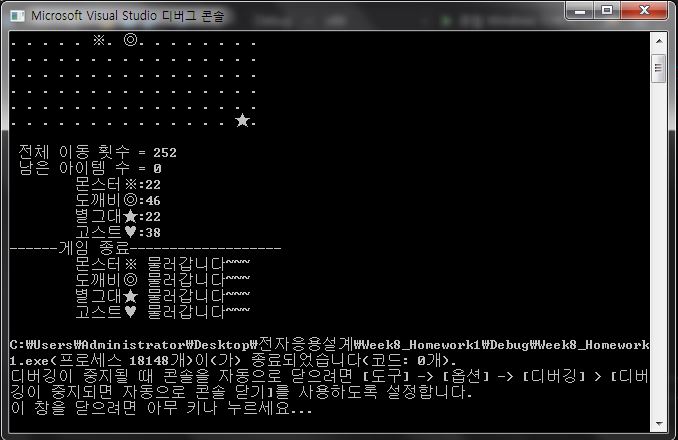 Microsoft Visual Studio 디버그 콘솔
. . . . . ※. ◎. . . . . . . .
. . . . . . . . . . . . . . .
. . . . . . . . . . . . . . .
. . . . . . . . . . . . . . .
. . . . . . . . . . . . . . .
. . . . . . . . . . . . . ★.
전체 이동 횟수 = 252
남은 아이템 수 = 0
몬스터※:22
도깨비◎:46
별그대★:22
고스트♥:38
------게임 종료-------------------
몬스터※ 물러갑니다~~~
도깨비◎ 물러갑니다~~~
별그대★ 물러갑니다~~~
고스트♥ 물러갑니다~~~
C:₩Users₩Administrator₩Desktop₩전자응용설계₩Week8_Homework1₩Debug₩Week8_Homework
1.exe(프로세스 18148개)이(가) 종료되었습니다(코드: 0개).
디버깅이 중지될 때 콘솔을 자동으로 닫으려면 [도구] -> [옵션] -> [디버깅] > [디버
깅이 중지되면 자동으로 콘솔 닫기]를 사용하도록 설정합니다.
이 창을 닫으려면 아무 키나 누르세요...